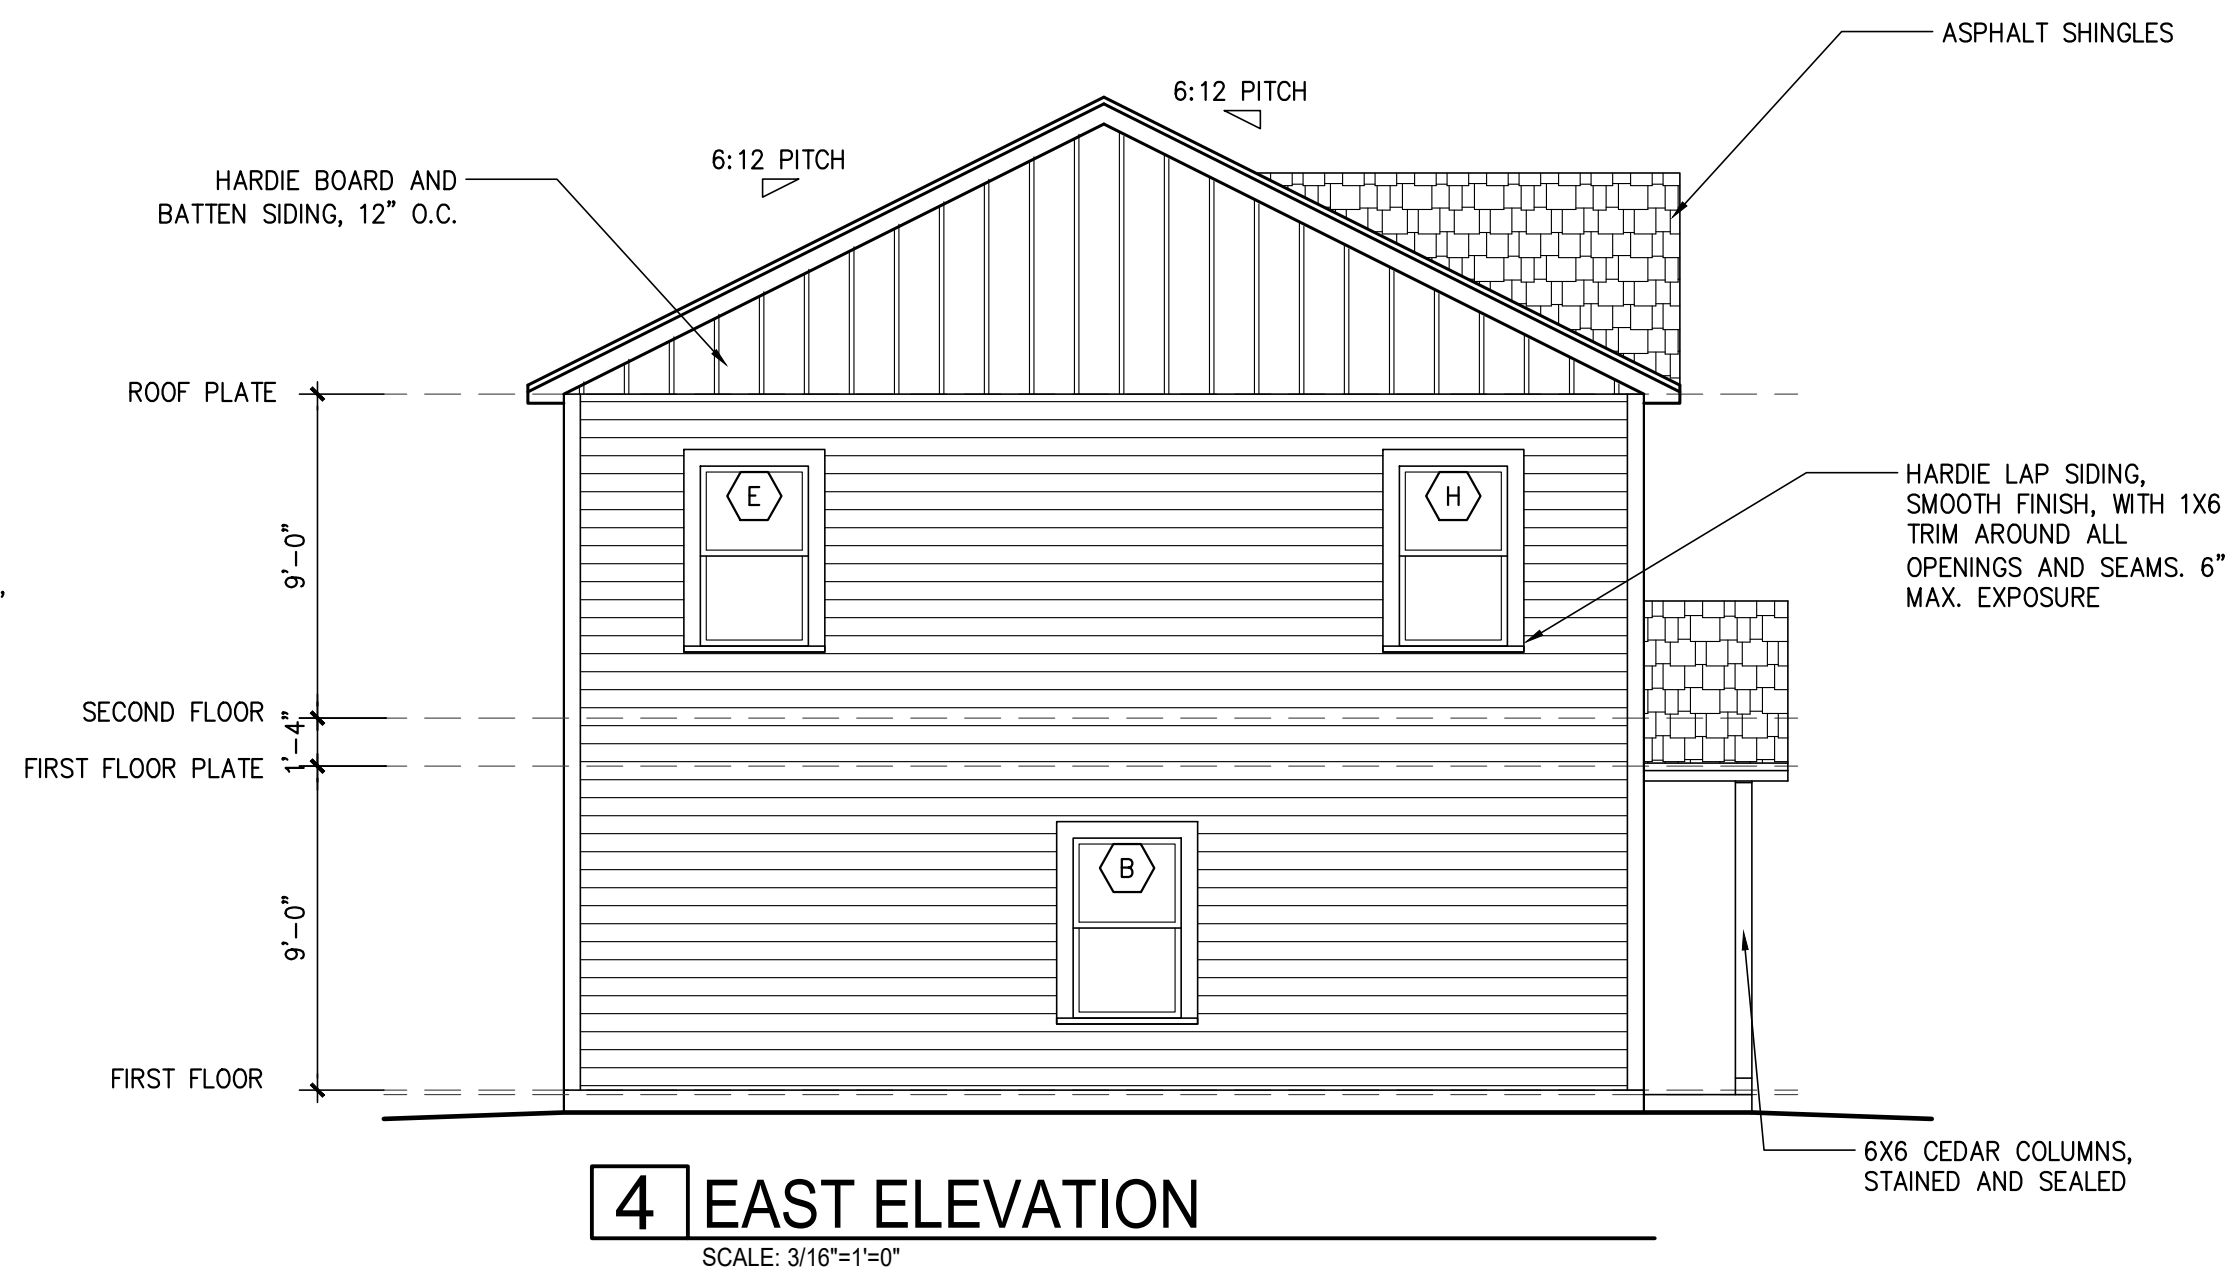 ASPHALT SHINGLES
6:12 PITCH
6:12 PITCH
HARDIE BOARD AND
BATTEN SIDING, 12” O.C.
ROOF PLATE
E
H
HARDIE LAP SIDING,
SMOOTH FINISH, WITH 1X6
TRIM AROUND ALL
OPENINGS AND SEAMS. 6”
MAX. EXPOSURE
9’–0”
,
SECOND FLOOR
1’–4”
FIRST FLOOR PLATE
B
9’–0”
FIRST FLOOR
6X6 CEDAR COLUMNS,
STAINED AND SEALED
4 EAST ELEVATION
SCALE: 3/16"=1'=0"